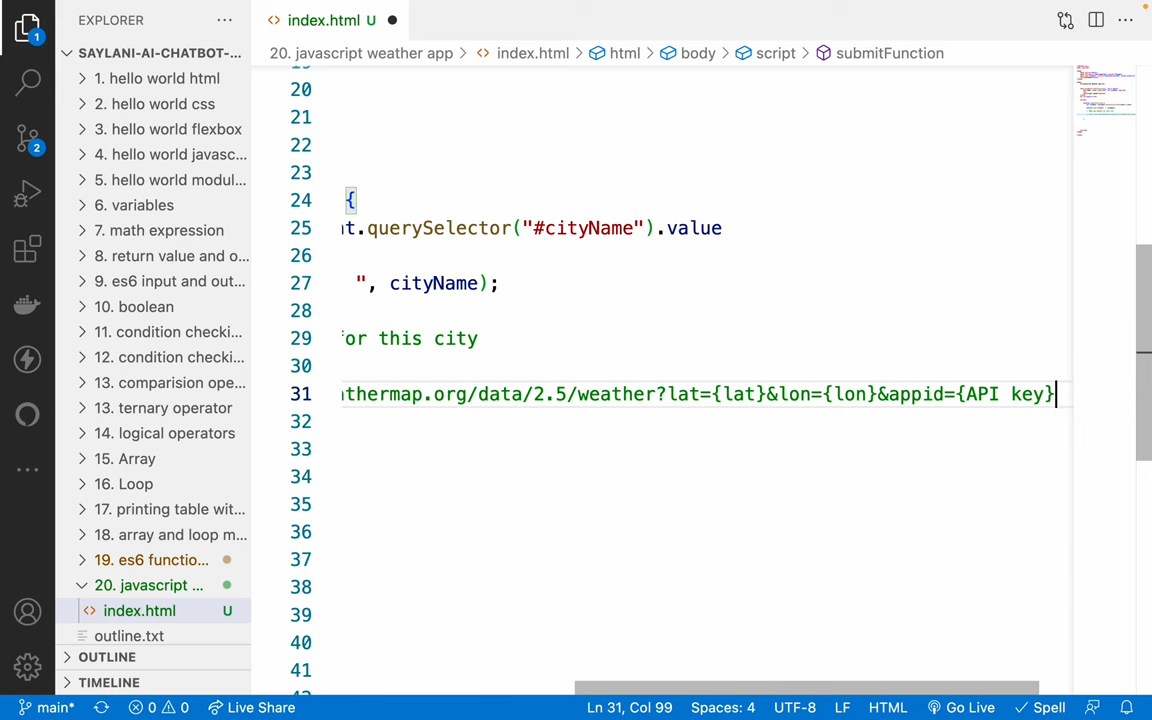 EXPLORER
index.html U
SAYLANI-AI-CHATBOT-...
20. javascript weather app > index.html > html > body > script > submitFunction
1. hello world html
2. hello world css
3. hello world flexbox
4. hello world javasc...
5. hello world modul...
6. variables
7. math expression
8. return value and o...
9. es6 input and out...
10. boolean
11. condition checki...
12. condition checki...
13. comparision ope...
13. ternary operator
14. logical operators
15. Array
16. Loop
17. printing table wit...
18. array and loop m...
19. es6 functio...
20. javascript ...
index.html U
outline.txt
OUTLINE
TIMELINE
1
2
20
21
22
23
24 {
25 nt.querySelector("#cityName").value
26
27 ", cityName);
28
29 for this city
30
31 athermap.org/data/2.5/weather?lat={lat}&lon={lon}&appid={API key}
32
33
34
35
36
37
38
39
40
41
main* 0 0 Live Share Ln 31, Col 99 Spaces: 4 UTF-8 LF HTML Go Live Spell